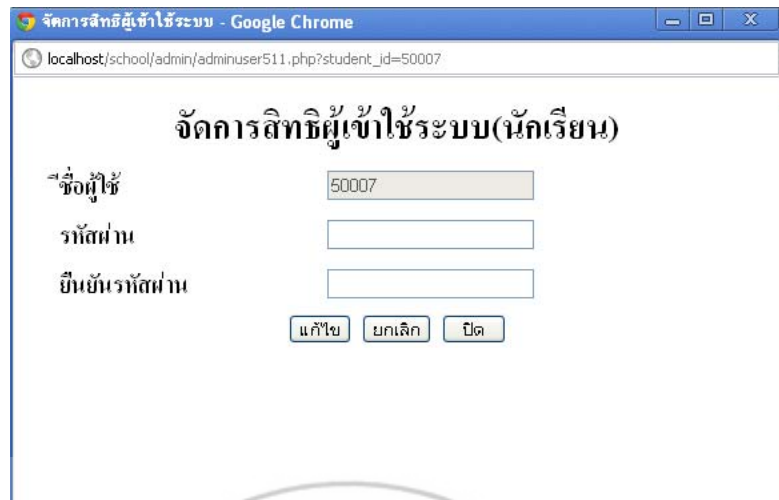 จัดการสิทธิผู้เข้าใช้ระบบ - Google Chrome
localhost/school/admin/adminuser511.php?student_id=50007
จัดการสิทธิผู้เข้าใช้ระบบ(นักเรียน)
ีชื่อผู้ใช้ 50007
รหัสผ่าน
ยืนยันรหัสผ่าน
แก้ไข ยกเลิก ปิด